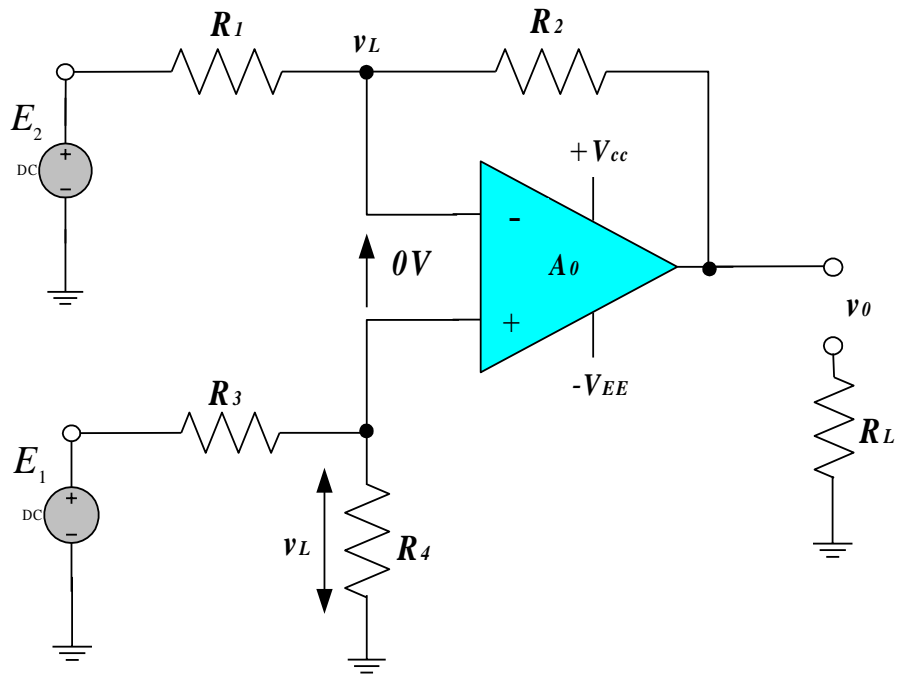 R1
vL
R2
E2
DC
+
−
+Vcc
-
0V
A0
+
v0
-VEE
R3
RL
E1
DC
+
−
vL
R4